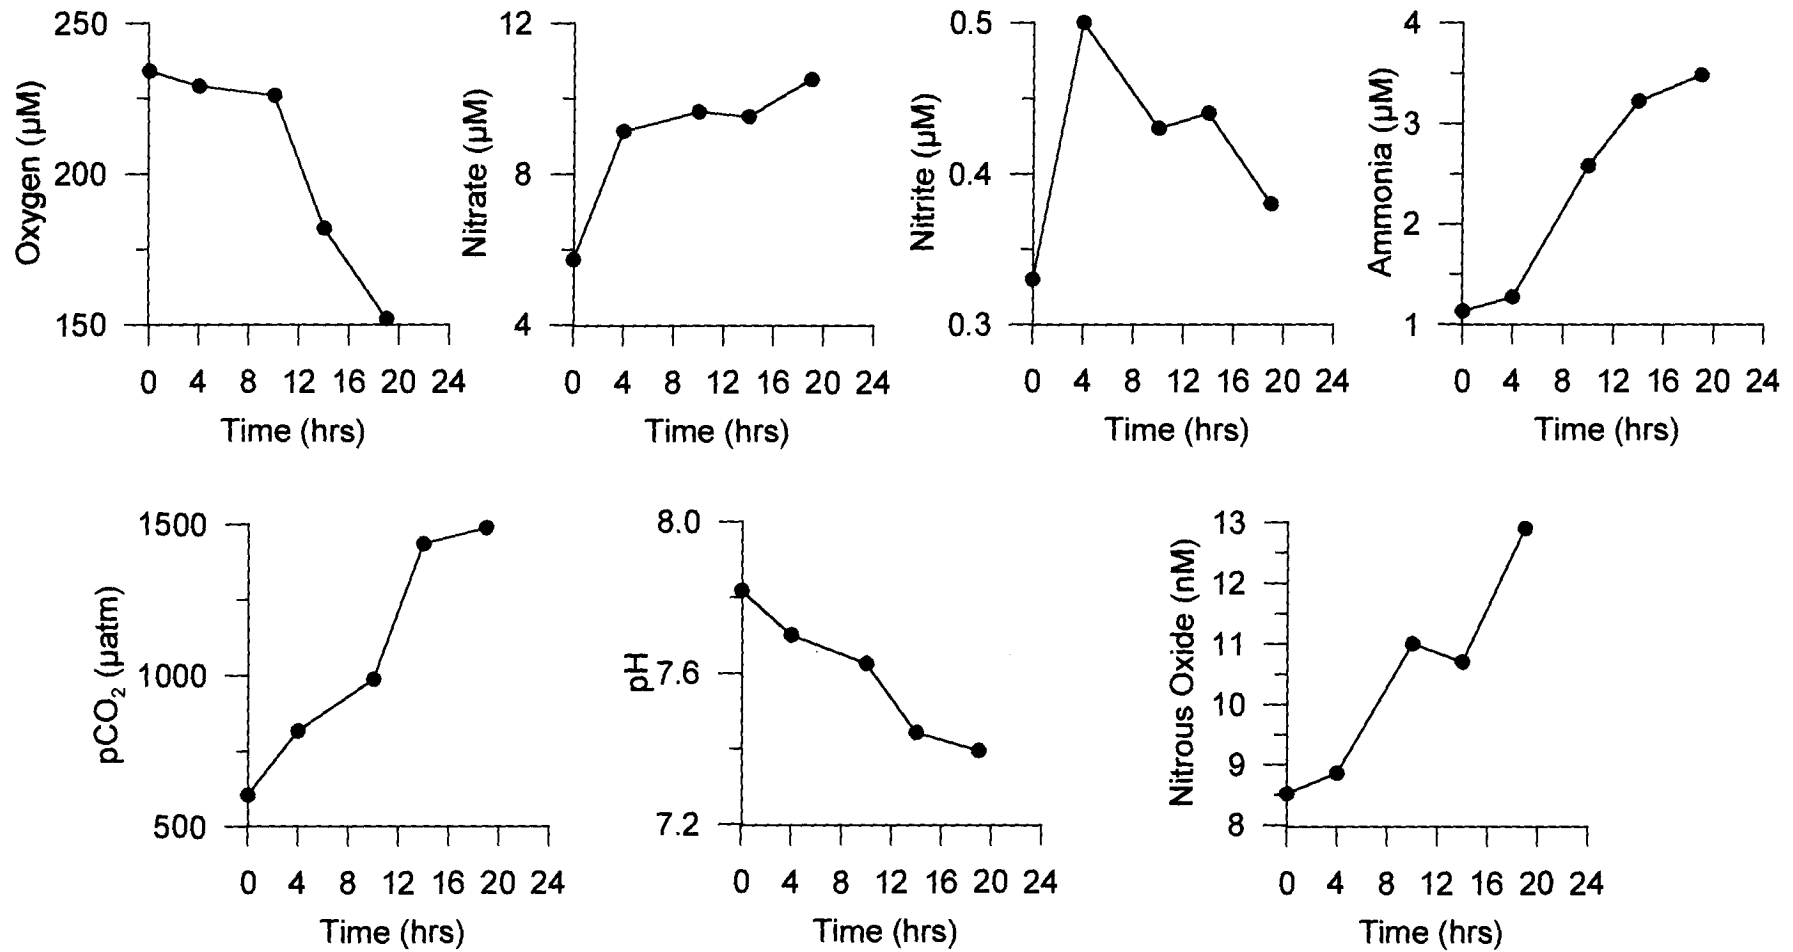 250
200
150
Oxygen (µM)
0 4 8 12 16 20 24
Time (hrs)
12
8
4
Nitrate (µM)
0 4 8 12 16 20 24
Time (hrs)
0.5
0.4
0.3
Nitrite (µM)
0 4 8 12 16 20 24
Time (hrs)
4
3
2
1
Ammonia (µM)
0 4 8 12 16 20 24
Time (hrs)
1500
1000
500
pCO₂ (µatm)
0 4 8 12 16 20 24
Time (hrs)
8.0
7.6
7.2
pH
0 4 8 12 16 20 24
Time (hrs)
13
12
11
10
9
8
Nitrous Oxide (nM)
0 4 8 12 16 20 24
Time (hrs)